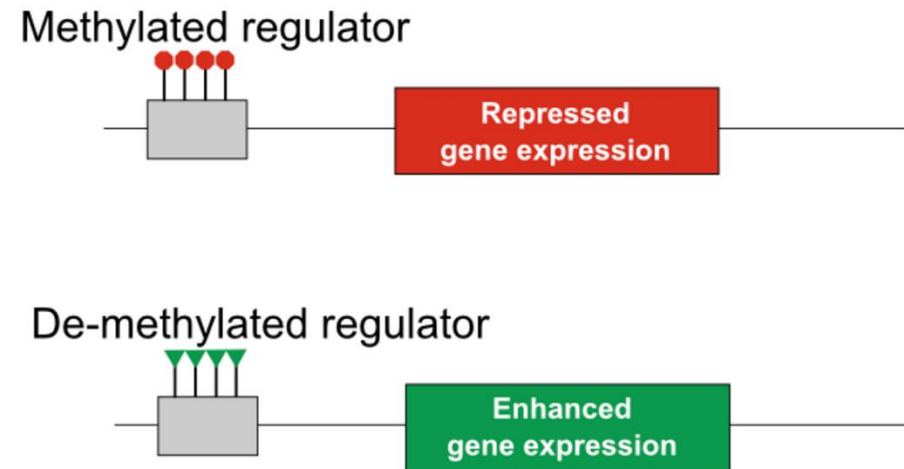 Methylated regulator
Repressed
gene expression
De-methylated regulator
Enhanced
gene expression